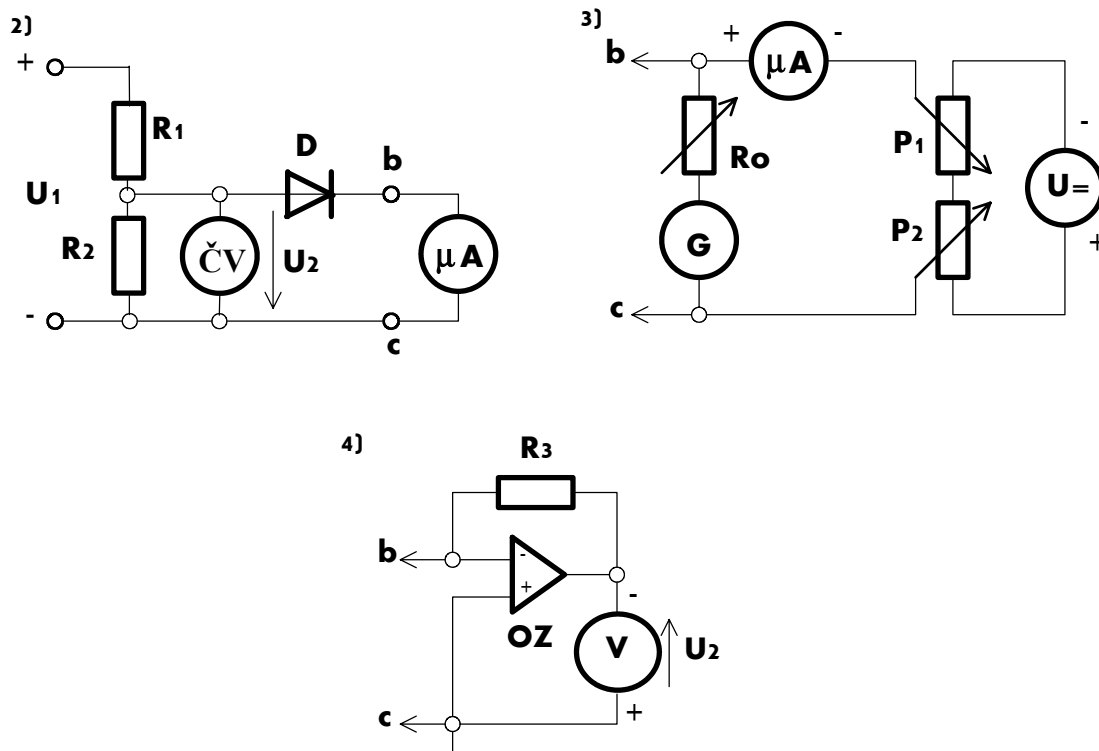 2)
+
R1
D
b
U1
R2
ČV
U2
μA
-
c
3)
b
+
-
μA
Ro
P1
-
U=
G
P2
+
c
4)
R3
b
-
+
OZ
-
V
U2
+
c